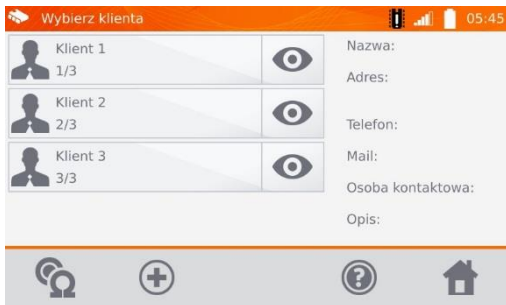 Wybierz klienta
05:45
Klient 1
1/3
Klient 2
2/3
Klient 3
3/3
Nazwa:
Adres:
Telefon:
Mail:
Osoba kontaktowa:
Opis: